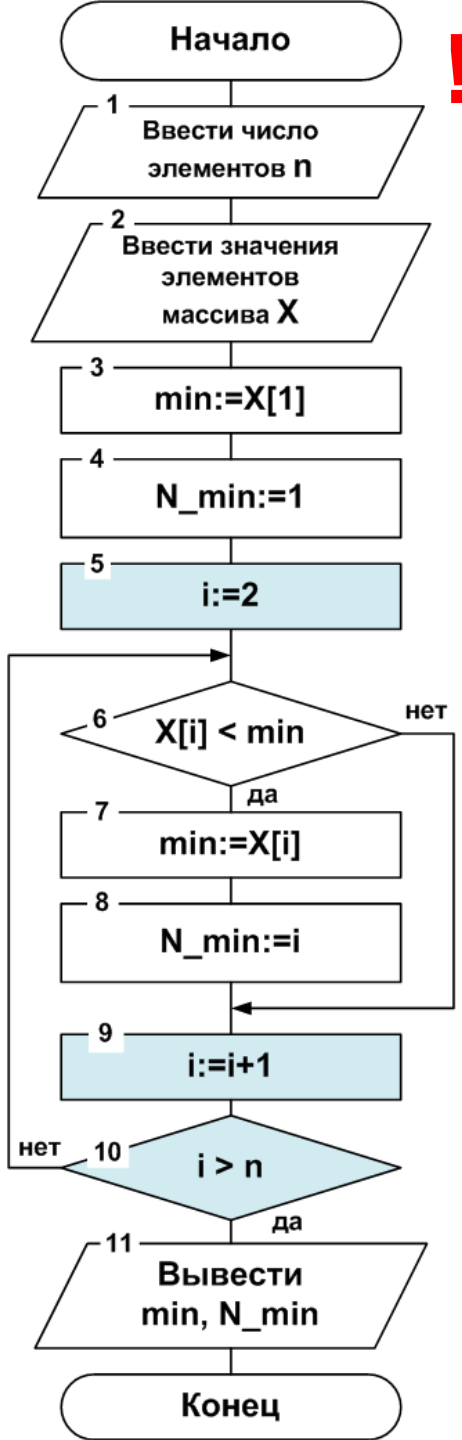 Начало
!
1
Ввести число
элементов n
2
Ввести значения
элементов
массива X
3
min:=X[1]
4
N_min:=1
5
i:=2
6
X[i] < min
нет
да
7
min:=X[i]
8
N_min:=i
9
i:=i+1
нет
10
i > n
да
11
Вывести
min, N_min
Конец